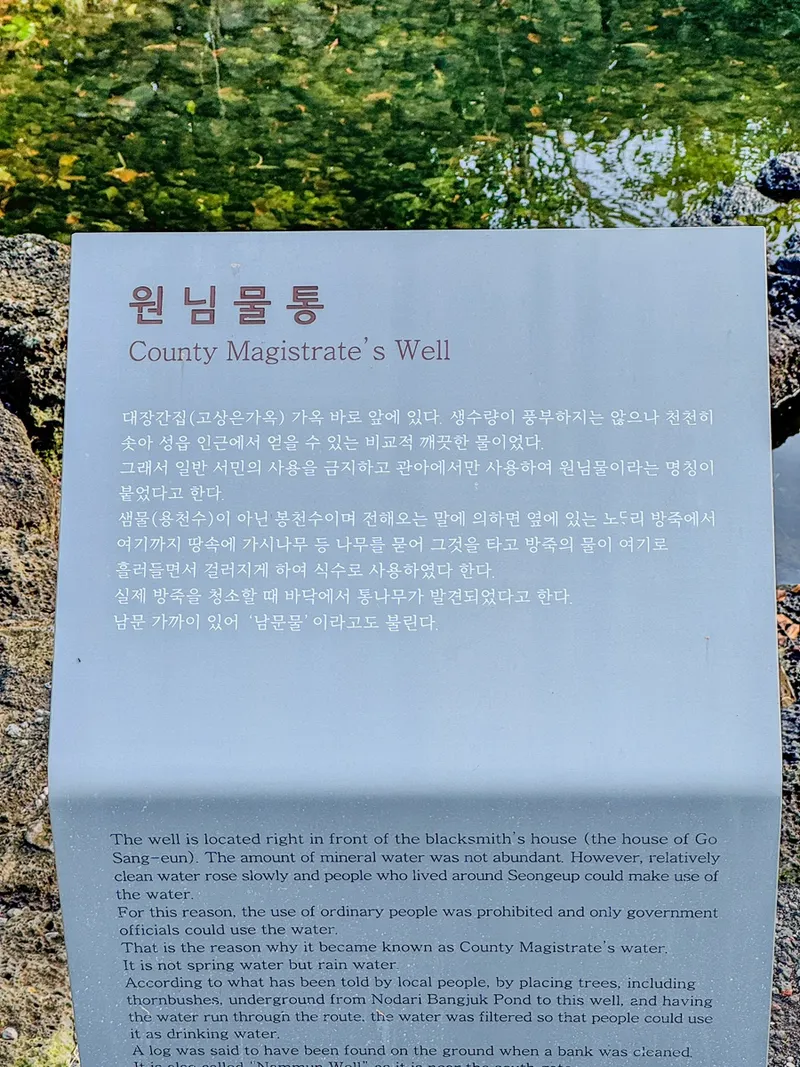 원님물통
County Magistrate's Well
대장간집(고상은가옥) 가옥 바로 앞에 있다. 생수량이 풍부하지는 않으나 천천히
솟아 성읍 인근에서 얻을 수 있는 비교적 깨끗한 물이었다.
그래서 일반 서민의 사용을 금지하고 관아에서만 사용하여 원님물이라는 명칭이
붙었다고 한다.
샘물(용천수)이 아닌 봉천수이며 전해오는 말에 의하면 옆에 있는 노드리 방죽에서
여기까지 땅속에 가시나무 등 나무를 묻어 그것을 타고 방죽의 물이 여기로
흘러들면서 걸러지게 하여 식수로 사용하였다 한다.
실제 방죽을 청소할 때 바닥에서 통나무가 발견되었다고 한다.
남문 가까이 있어 '남문물'이라고도 불린다.
The well is located right in front of the blacksmith's house (the house of Go
Sang-eun). The amount of mineral water was not abundant. However, relatively
clean water rose slowly and people who lived around Seongeup could make use of
the water.
For this reason, the use of ordinary people was prohibited and only government
officials could use the water.
That is the reason why it became known as County Magistrate's water.
It is not spring water but rain water.
According to what has been told by local people, by placing trees, including
thornbushes, underground from Nodari Bangjuk Pond to this well, and having
the water run through the route, the water was filtered so that people could use
it as drinking water.
A log was said to have been found on the ground when a bank was cleaned.
It is also called "Nammun Well" as it is near the south gate.